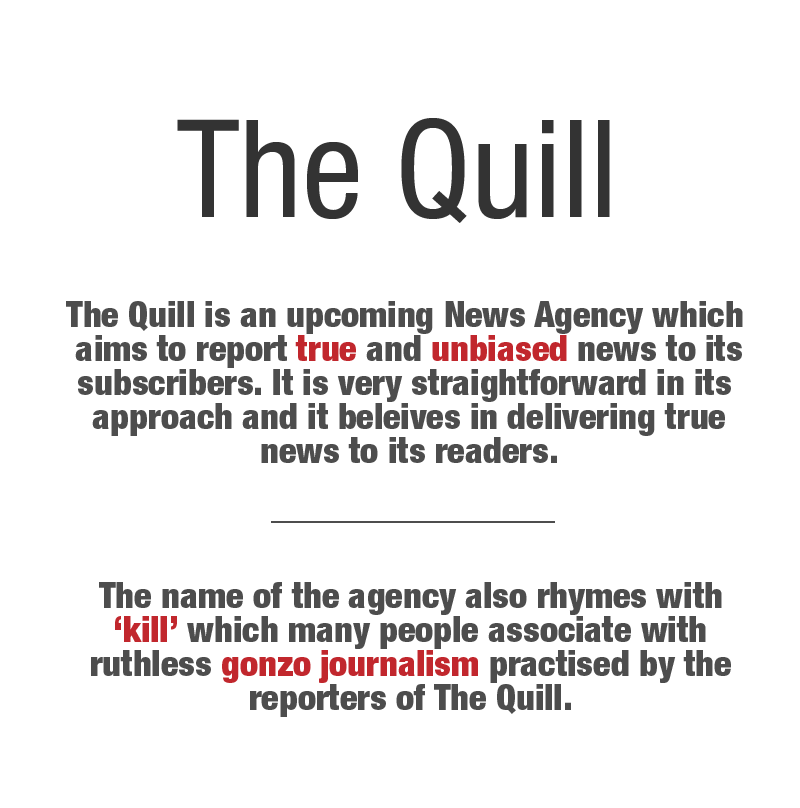 The Quill
The Quill is an upcoming News Agency which
aims to report true and unbiased news to its
subscribers. It is very straightforward in its
approach and it beleives in delivering true
news to its readers.
The name of the agency also rhymes with
‘kill’ which many people associate with
ruthless gonzo journalism practised by the
reporters of The Quill.